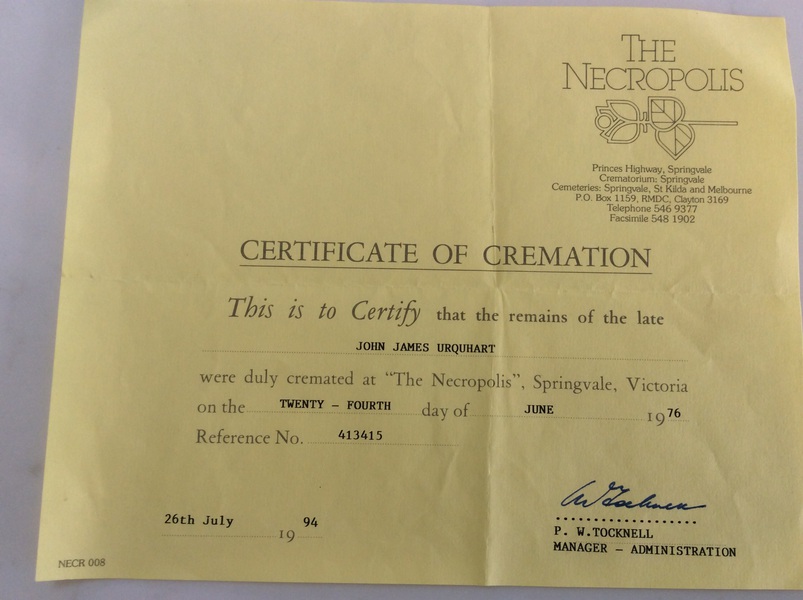 THE
NECROPOLIS
Princes Highway, Springvale
Crematorium: Springvale
Cemeteries: Springvale, St Kilda and Melbourne
P.O. Box 1159, RMDC, Clayton 3169
Telephone 546 9377
Facsimile 548 1902
CERTIFICATE OF CREMATION
This is to Certify that the remains of the late
JOHN JAMES URQUHART
were duly cremated at "The Necropolis", Springvale, Victoria
on the TWENTY - FOURTH day of JUNE 1976
Reference No. 413415
26th July 1994
P. W.TOCKNELL
MANAGER - ADMINISTRATION
NECR 008